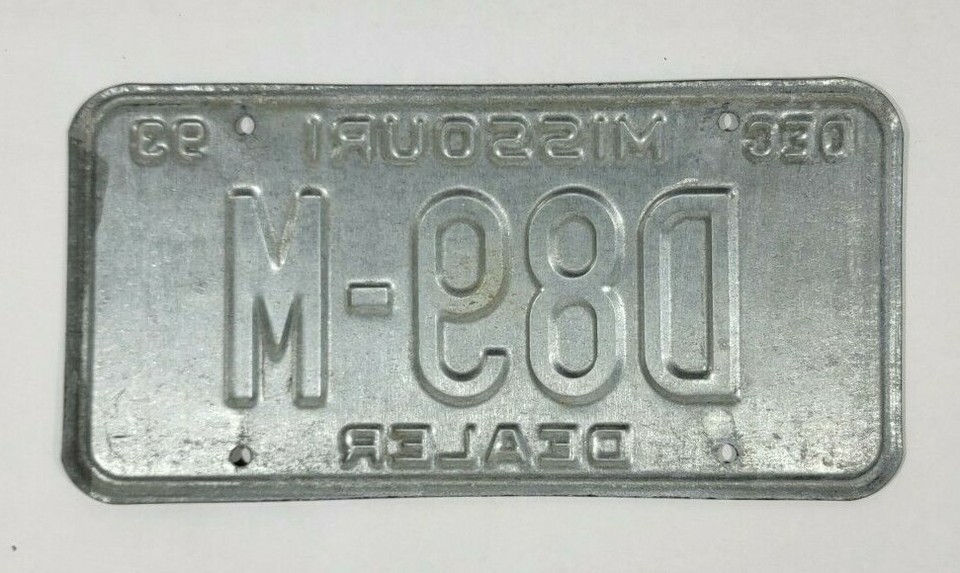 DEC MISSOURI 93
D89-M
DEALER